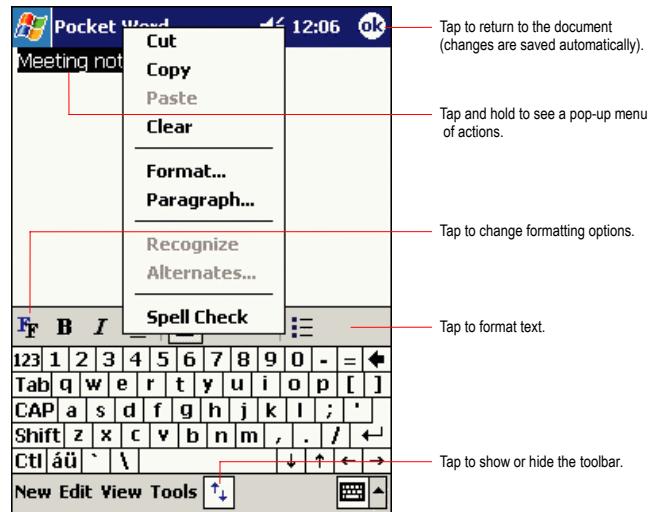 Pocket Word 12:06 ok
Meeting not
Cut
Copy
Paste
Clear
Format...
Paragraph...
Recognize
Alternates...
Spell Check
FF B I
123 1 2 3 4 5 6 7 8 9 0 - =
Tab q w e r t y u i o p [ ]
CAP a s d f g h j k l ; '
Shift z x c v b n m , . /
Ctl áü ` \ ↓ ↑ ← →
New Edit View Tools
Tap to return to the document
(changes are saved automatically).
Tap and hold to see a pop-up menu
of actions.
Tap to change formatting options.
Tap to format text.
Tap to show or hide the toolbar.